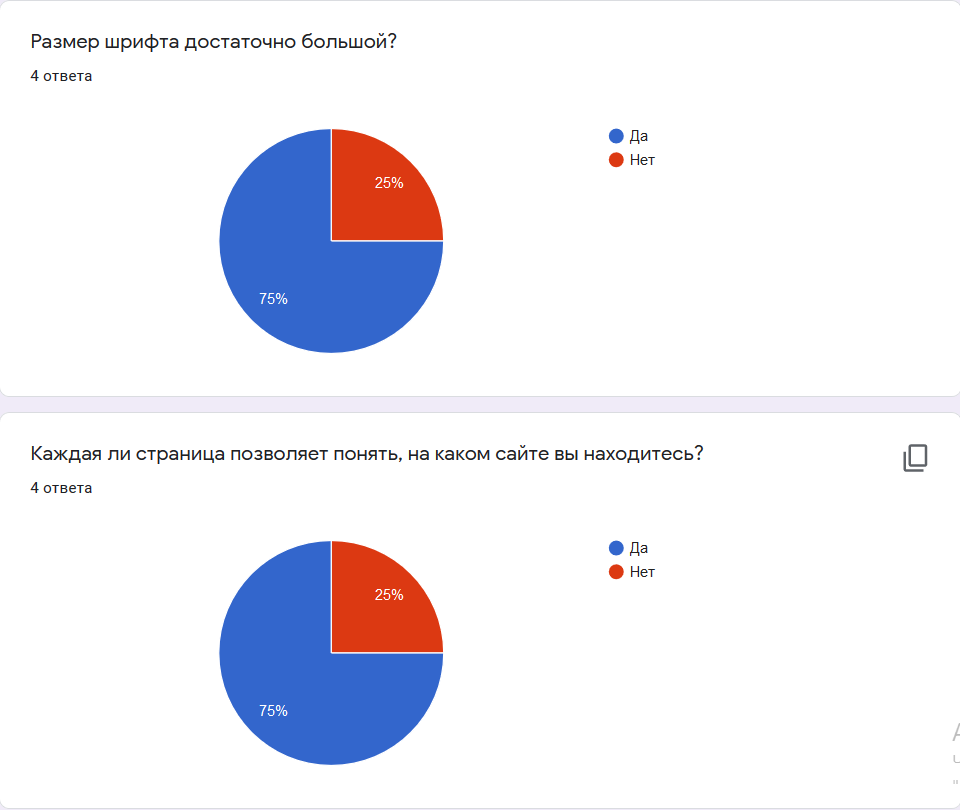 Размер шрифта достаточно большой?
4 ответа
Да
Нет
25%
75%
Каждая ли страница позволяет понять, на каком сайте вы находитесь?
4 ответа
Да
Нет
25%
75%